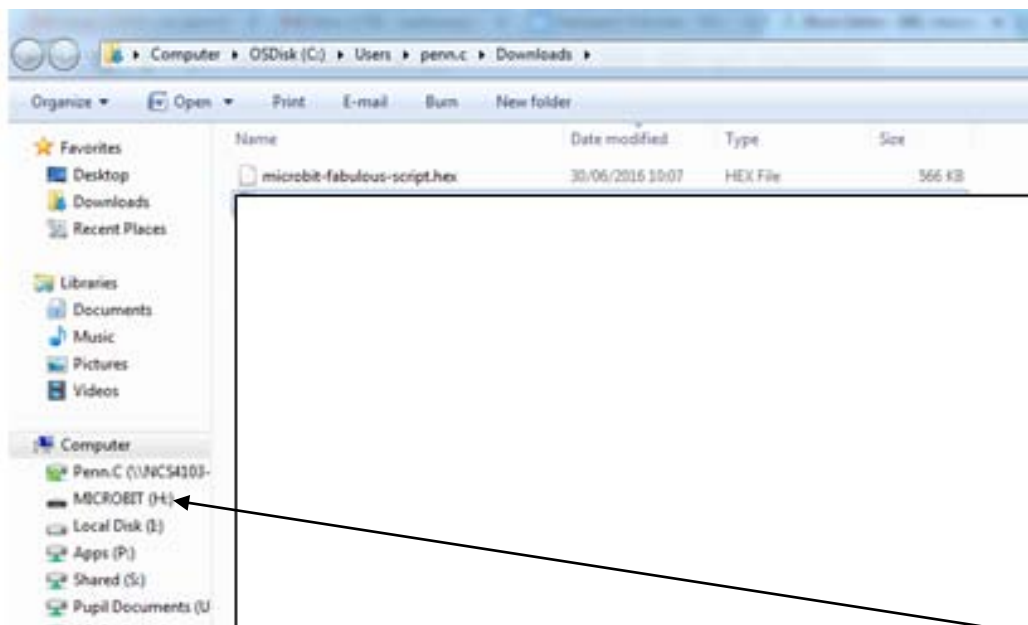 Computer ▸ OSDisk (C:) ▸ Users ▸ penn.c ▸ Downloads ▸
Organize Open Print E-mail Burn New folder
Name Date modified Type Size
microbit-fabulous-script.hex 30/06/2016 10:07 HEX File 566 KB
Favorites
Desktop
Downloads
Recent Places
Libraries
Documents
Music
Pictures
Videos
Computer
Penn.C (\\NCS4103-
MICROBIT (H:)
Local Disk (I:)
Apps (P:)
Shared (S:)
Pupil Documents (U